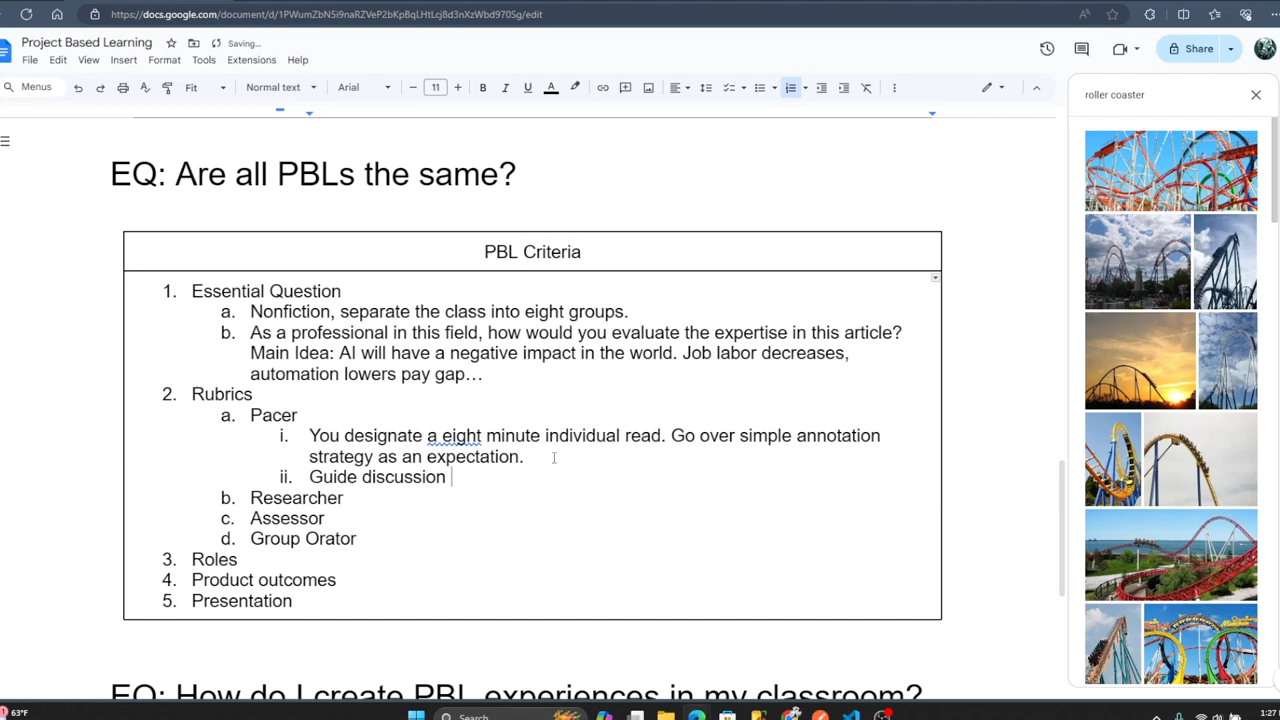 https://docs.google.com/document/d/1PWumZbN5i9naRZVeP2bKpBqLHtLcj8d3nXzWbd970Sg/edit
Project Based Learning
Saving...
File Edit View Insert Format Tools Extensions Help
Share
Menus
Fit
Normal text
Arial
11
roller coaster
EQ: Are all PBLs the same?
PBL Criteria
1. Essential Question
a. Nonfiction, separate the class into eight groups.
b. As a professional in this field, how would you evaluate the expertise in this article?
Main Idea: AI will have a negative impact in the world. Job labor decreases,
automation lowers pay gap…
2. Rubrics
a. Pacer
i. You designate a eight minute individual read. Go over simple annotation
strategy as an expectation.
ii. Guide discussion
b. Researcher
c. Assessor
d. Group Orator
3. Roles
4. Product outcomes
5. Presentation
EQ: How do I create PBL experiences in my classroom?
63°F
Search
1:27